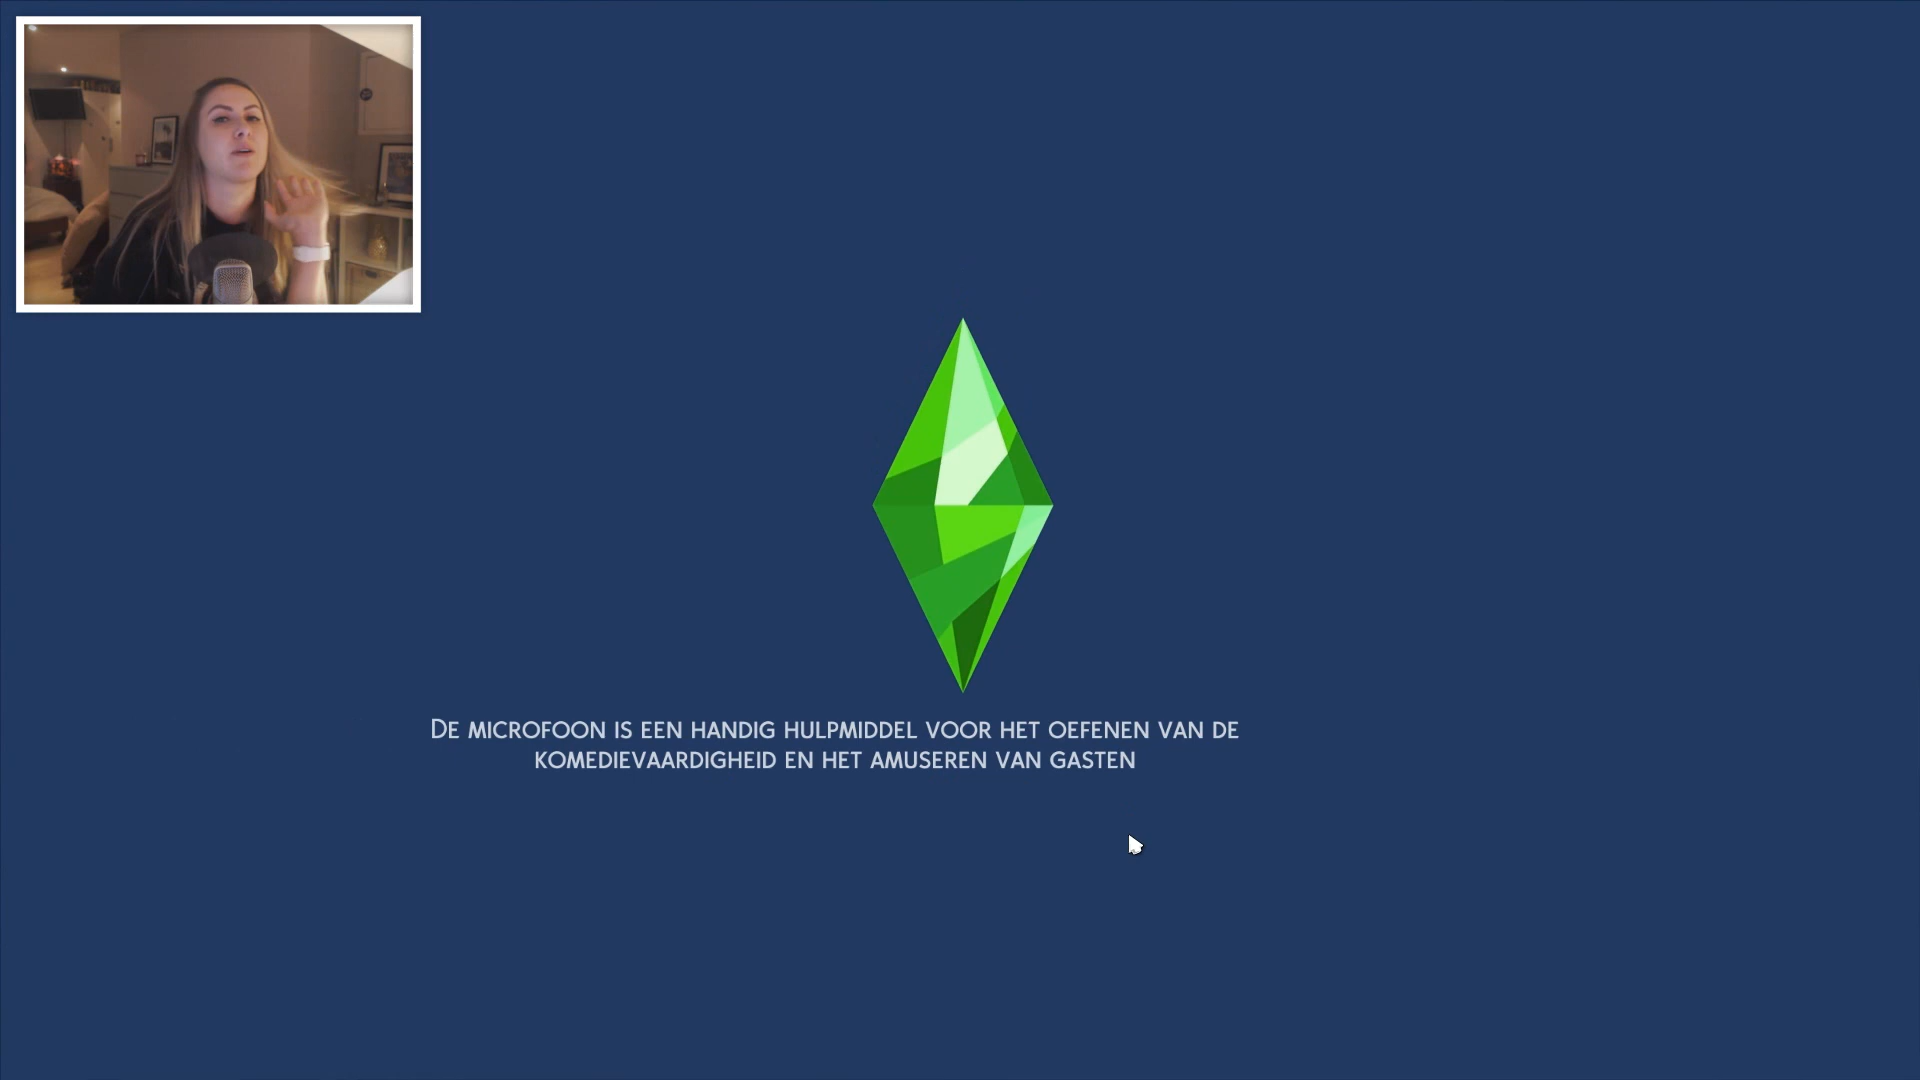 De microfoon is een handig hulpmiddel voor het oefenen van de
komedievaardigheid en het amuseren van gasten